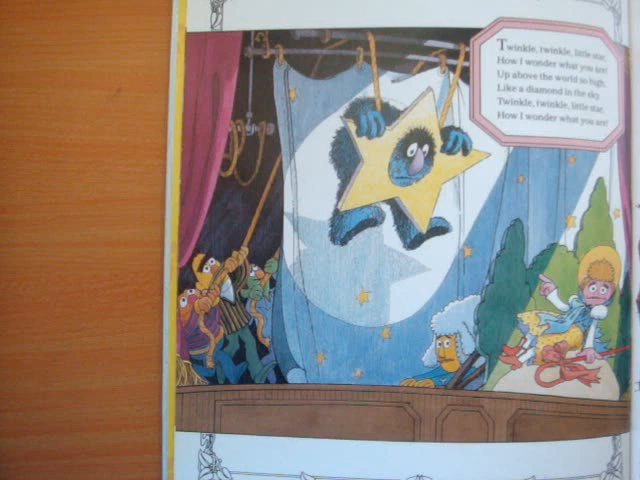 Twinkle, twinkle, little star,
How I wonder what you are!
Up above the world so high,
Like a diamond in the sky
Twinkle, twinkle, little star,
How I wonder what you are!